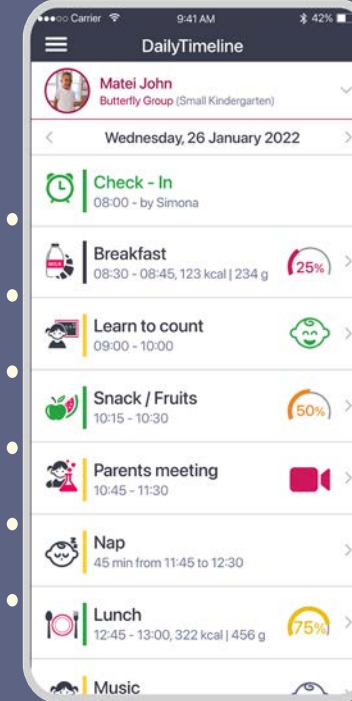 Carrier 9:41 AM 42%
DailyTimeline
Matei John
Butterfly Group (Small Kindergarten)
Wednesday, 26 January 2022
Check - In
08:00 - by Simona
Breakfast
08:30 - 08:45, 123 kcal | 234 g
25%
Learn to count
09:00 - 10:00
Snack / Fruits
10:15 - 10:30
50%
Parents meeting
10:45 - 11:30
Nap
45 min from 11:45 to 12:30
Lunch
12:45 - 13:00, 322 kcal | 456 g
75%
Music